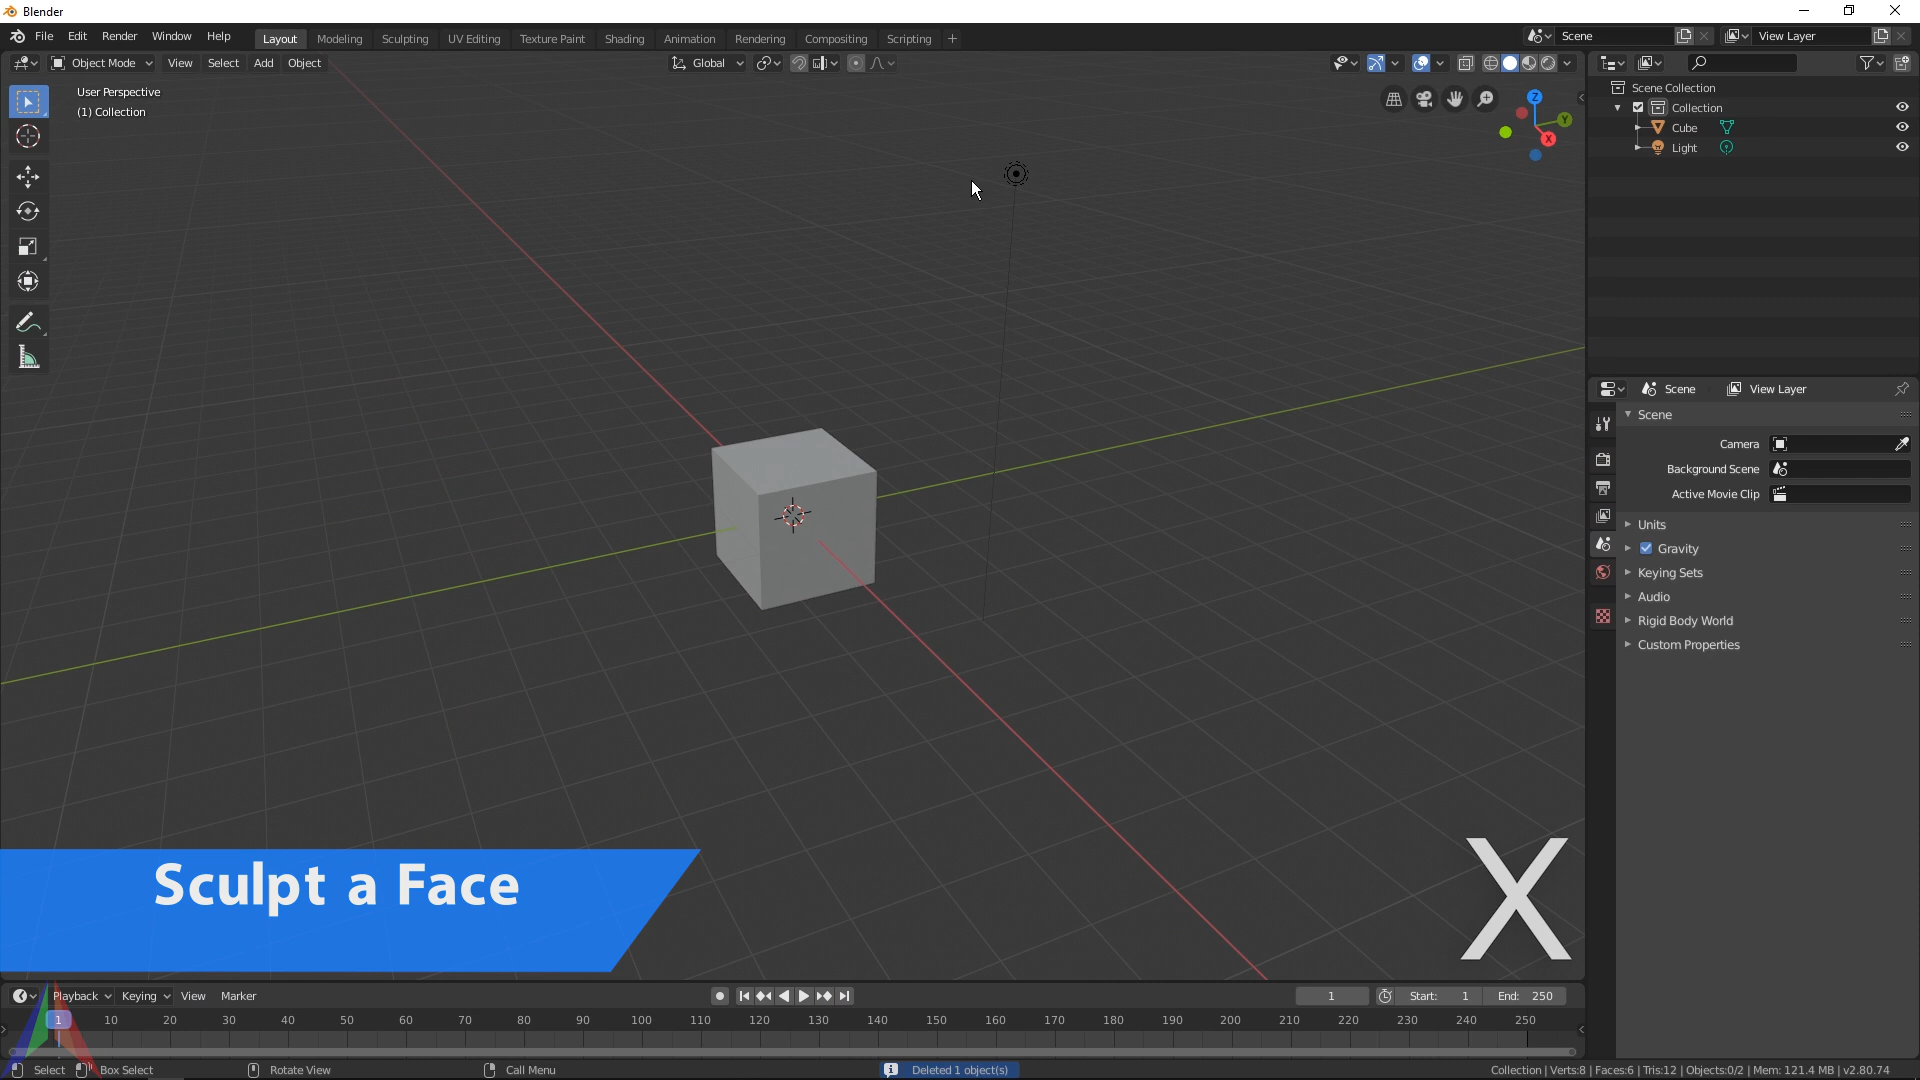 Blender
File Edit Render Window Help Layout Modeling Sculpting UV Editing Texture Paint Shading Animation Rendering Compositing Scripting + Scene View Layer
Object Mode View Select Add Object Global
User Perspective
(1) Collection
Z
Y
X
Scene Collection
Collection
Cube
Light
Scene View Layer
Scene
Camera
Background Scene
Active Movie Clip
Units
Gravity
Keying Sets
Audio
Rigid Body World
Custom Properties
Sculpt a Face
X
Playback Keying View Marker 1 Start: 1 End: 250
1 10 20 30 40 50 60 70 80 90 100 110 120 130 140 150 160 170 180 190 200 210 220 230 240 250
Select Box Select Rotate View Call Menu Deleted 1 object(s) Collection | Verts:8 | Faces:6 | Tris:12 | Objects:0/2 | Mem: 121.4 MB | v2.80.74